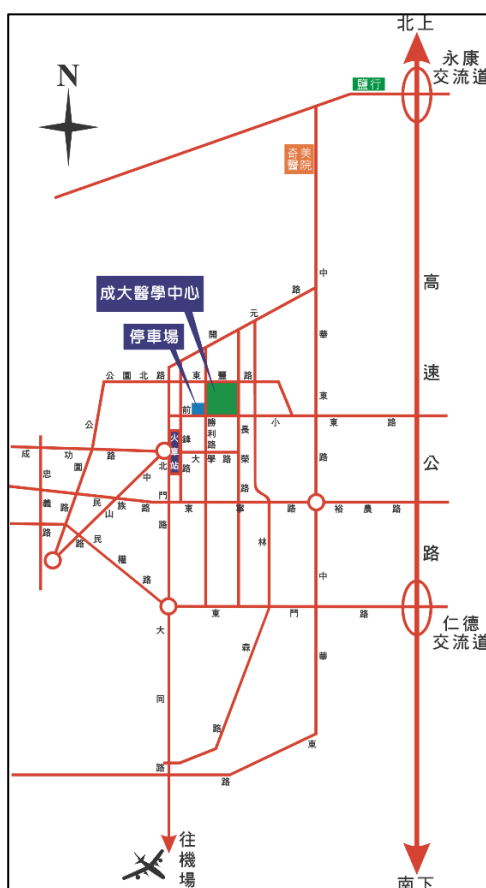 北上
永康
交流道
N
鹽行
奇美
醫院
中華東路
高速公路
成大醫學中心
停車場
開元路
公園北路
東豐路
公園路
前鋒路
勝利路
長榮路
小東路
火車站
成功路
忠義路
中山路
北門路
大學路
民族路
東寧路
裕農路
民權路
林森路
東門路
中華東路
仁德
交流道
大同路
往機場
南下